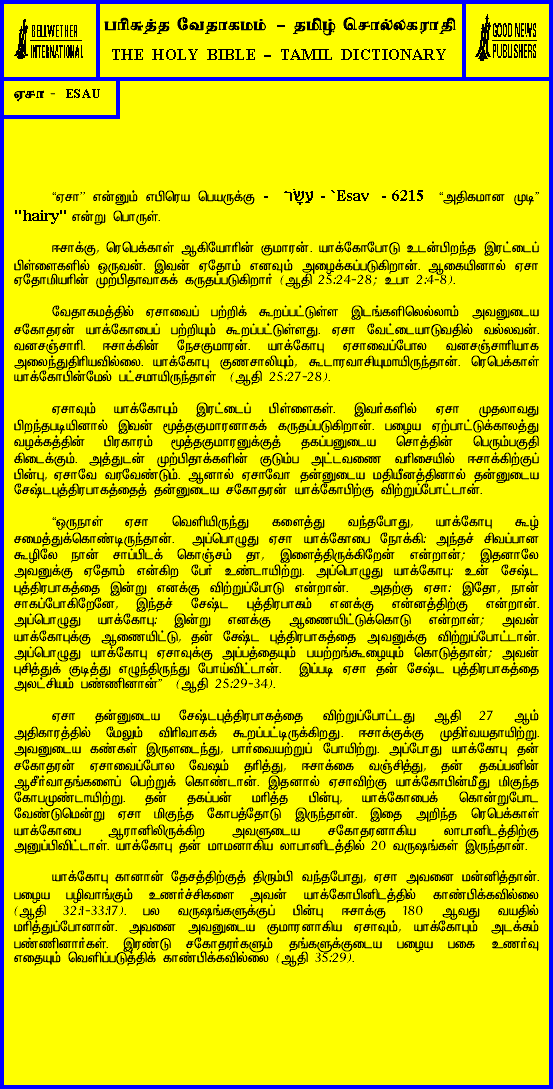 BELLWETHER
INTERNATIONAL
பரிசுத்த வேதாகமம் – தமிழ் சொல்லகராதி
THE HOLY BIBLE – TAMIL DICTIONARY
GOOD NEWS
PUBLISHERS
ஏசா - ESAU
“ஏசா” என்னும் எபிரெய பெயருக்கு - עֵשָׂו - `Esav - 6215 “அதிகமான முடி”
"hairy" என்று பொருள்.
ஈசாக்கு, ரெபெக்காள் ஆகியோரின் குமாரன். யாக்கோபோடு உடன்பிறந்த இரட்டைப்
பிள்ளைகளில் ஒருவன். இவன் ஏதோம் எனவும் அழைக்கப்படுகிறான். ஆகையினால் ஏசா
ஏதோமியரின் முற்பிதாவாகக் கருதப்படுகிறார் (ஆதி 25:24-28; உபா 2:4-8).
வேதாகமத்தில் ஏசாவைப் பற்றிக் கூறப்பட்டுள்ள இடங்களிலெல்லாம் அவனுடைய
சகோதரன் யாக்கோபைப் பற்றியும் கூறப்பட்டுள்ளது. ஏசா வேட்டையாடுவதில் வல்லவன்.
வனசஞ்சாரி. ஈசாக்கின் நேசகுமாரன். யாக்கோபு ஏசாவைப்போல வனசஞ்சாரியாக
அலைந்துதிரியவில்லை. யாக்கோபு குணசாலியும், கூடாரவாசியுமாயிருந்தான். ரெபெக்காள்
யாக்கோபின்மேல் பட்சமாயிருந்தாள் (ஆதி 25:27-28).
ஏசாவும் யாக்கோபும் இரட்டைப் பிள்ளைகள். இவர்களில் ஏசா முதலாவது
பிறந்தபடியினால் இவன் மூத்தகுமாரனாகக் கருதப்படுகிறான். பழைய ஏற்பாட்டுக்காலத்து
வழக்கத்தின் பிரகாரம் மூத்தகுமாரனுக்குத் தகப்பனுடைய சொத்தின் பெரும்பகுதி
கிடைக்கும். அத்துடன் முற்பிதாக்களின் குடும்ப அட்டவணை வரிசையில் ஈசாக்கிற்குப்
பின்பு, ஏசாவே வரவேண்டும். ஆனால் ஏசாவோ தன்னுடைய மதியீனத்தினால் தன்னுடைய
சேஷ்டபுத்திரபாகத்தைத் தன்னுடைய சகோதரன் யாக்கோபிற்கு விற்றுப்போட்டான்.
“ஒருநாள் ஏசா வெளியிருந்து களைத்து வந்தபோது, யாக்கோபு கூழ்
சமைத்துக்கொண்டிருந்தான். அப்பொழுது ஏசா யாக்கோபை நோக்கி: அந்தச் சிவப்பான
கூழிலே நான் சாப்பிடக் கொஞ்சம் தா, இளைத்திருக்கிறேன் என்றான்; இதனாலே
அவனுக்கு ஏதோம் என்கிற பேர் உண்டாயிற்று. அப்பொழுது யாக்கோபு: உன் சேஷ்ட
புத்திரபாகத்தை இன்று எனக்கு விற்றுப்போடு என்றான். அதற்கு ஏசா: இதோ, நான்
சாகப்போகிறேனே, இந்தச் சேஷ்ட புத்திரபாகம் எனக்கு என்னத்திற்கு என்றான்.
அப்பொழுது யாக்கோபு: இன்று எனக்கு ஆணையிட்டுக்கொடு என்றான்; அவன்
யாக்கோபுக்கு ஆணையிட்டு, தன் சேஷ்ட புத்திரபாகத்தை அவனுக்கு விற்றுப்போட்டான்.
அப்பொழுது யாக்கோபு ஏசாவுக்கு அப்பத்தையும் பயற்றங்கூழையும் கொடுத்தான்; அவன்
புசித்துக் குடித்து எழுந்திருந்து போய்விட்டான். இப்படி ஏசா தன் சேஷ்ட புத்திரபாகத்தை
அலட்சியம் பண்ணினான்” (ஆதி 25:29-34).
ஏசா தன்னுடைய சேஷ்டபுத்திரபாகத்தை விற்றுப்போட்டது ஆதி 27 ஆம்
அதிகாரத்தில் மேலும் விரிவாகக் கூறப்பட்டிருக்கிறது. ஈசாக்குக்கு முதிர்வயதாயிற்று.
அவனுடைய கண்கள் இருளடைந்து, பார்வையற்றுப் போயிற்று. அப்போது யாக்கோபு தன்
சகோதரன் ஏசாவைப்போல வேஷம் தரித்து, ஈசாக்கை வஞ்சித்து, தன் தகப்பனின்
ஆசீர்வாதங்களைப் பெற்றுக் கொண்டான். இதனால் ஏசாவிற்கு யாக்கோபின்மீது மிகுந்த
கோபமுண்டாயிற்று. தன் தகப்பன் மரித்த பின்பு, யாக்கோபைக் கொன்றுபோட
வேண்டுமென்று ஏசா மிகுந்த கோபத்தோடு இருந்தான். இதை அறிந்த ரெபெக்காள்
யாக்கோபை ஆரானிலிருக்கிற அவளுடைய சகோதரனாகிய லாபானிடத்திற்கு
அனுப்பிவிட்டாள். யாக்கோபு தன் மாமனாகிய லாபானிடத்தில் 20 வருஷங்கள் இருந்தான்.
யாக்கோபு கானான் தேசத்திற்குத் திரும்பி வந்தபோது, ஏசா அவனை மன்னித்தான்.
பழைய பழிவாங்கும் உணர்ச்சிகளை அவன் யாக்கோபினிடத்தில் காண்பிக்கவில்லை
(ஆதி 32:1-33:17). பல வருஷங்களுக்குப் பின்பு ஈசாக்கு 180 ஆவது வயதில்
மரித்துப்போனான். அவனை அவனுடைய குமாரனாகிய ஏசாவும், யாக்கோபும் அடக்கம்
பண்ணினார்கள். இரண்டு சகோதரர்களும் தங்களுக்குடைய பழைய பகை உணர்வு
எதையும் வெளிப்படுத்திக் காண்பிக்கவில்லை (ஆதி 35:29).